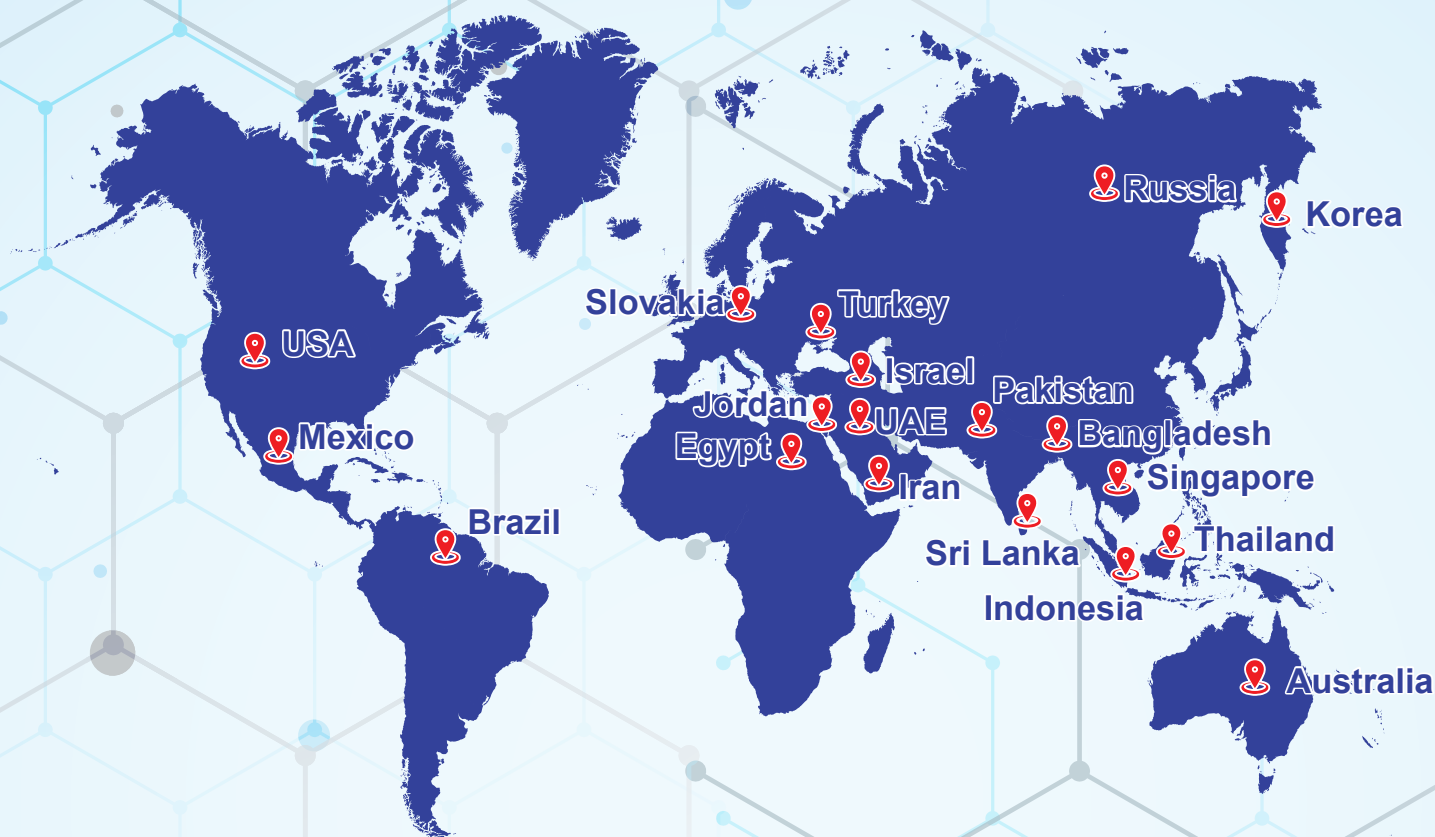 Russia
Korea
Slovakia
Turkey
USA
Israel
Pakistan
Jordan
UAE
Mexico
Bangladesh
Egypt
Singapore
Iran
Brazil
Thailand
Sri Lanka
Indonesia
Australia